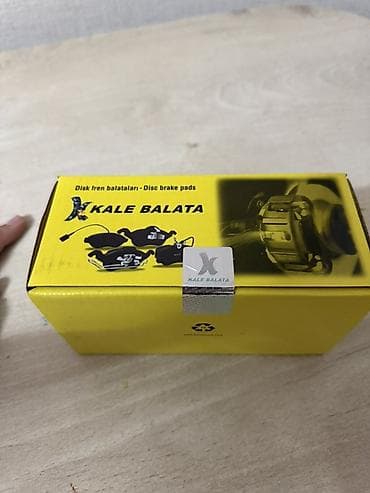 Disk fren balataları - Disc brake pads
KALE BALATA
KALE BALATA